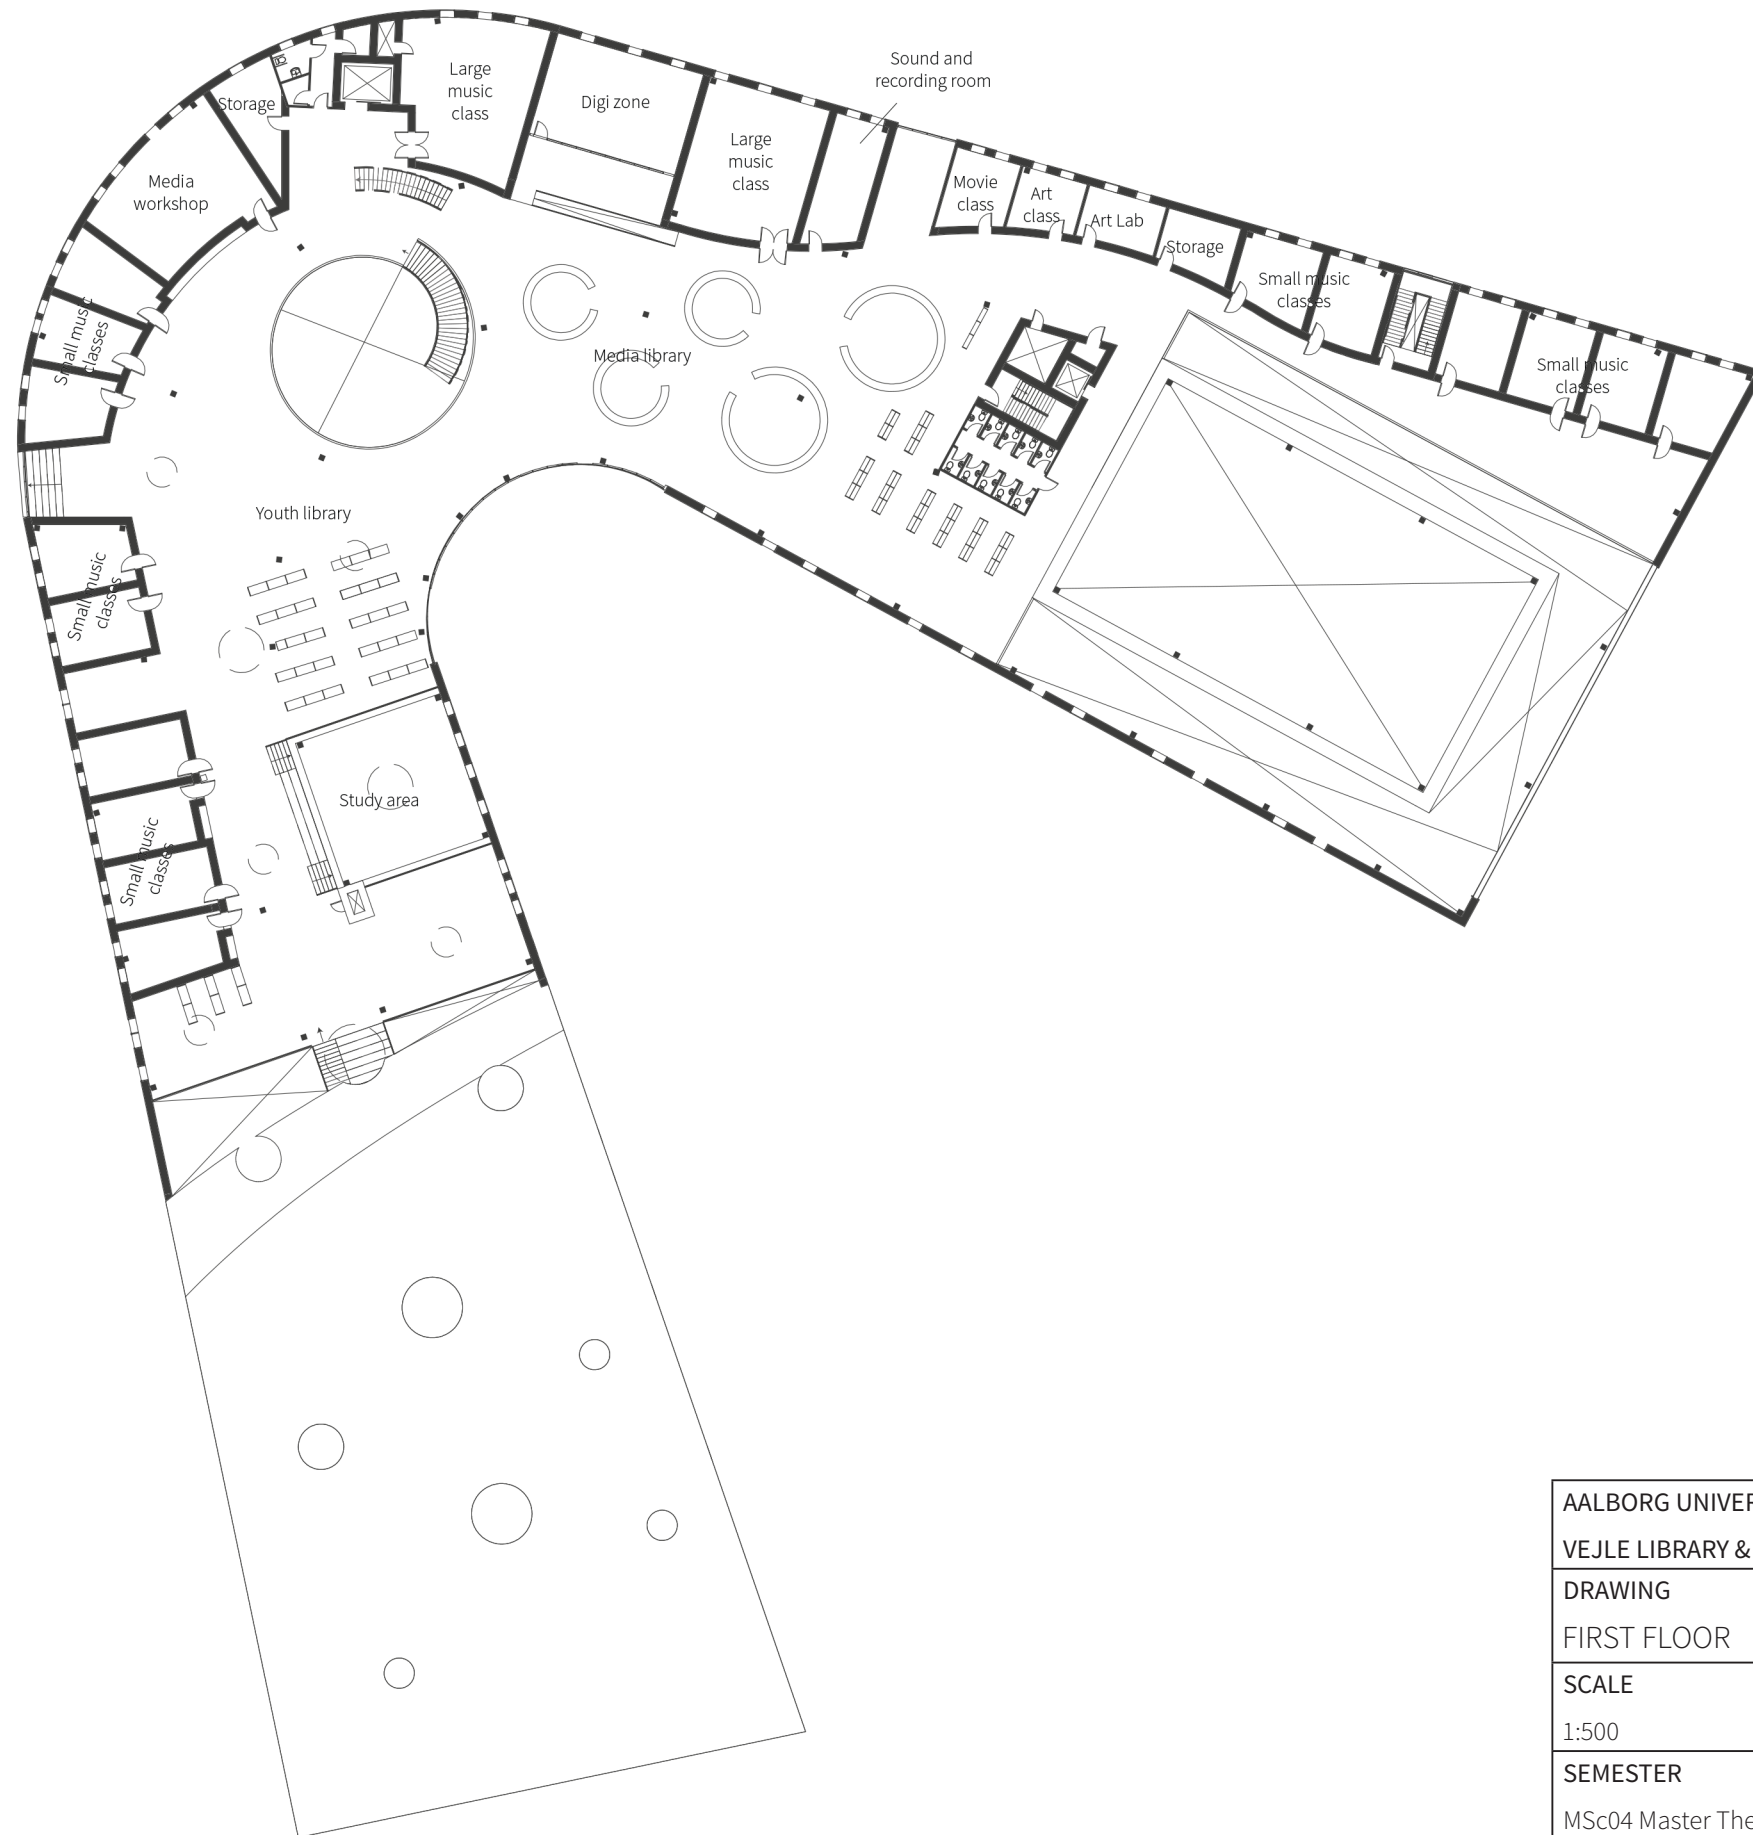 Sound and
recording room
Large
music
class
Digi zone
Storage
Large
music
class
Media
workshop
Movie
class
Art
class
Art Lab
Storage
Small music
classes
Small music
classes
Small music
classes
Media library
Youth library
Small music
classes
Study area
Small music
classes
AALBORG UNIVER
VEJLE LIBRARY &
DRAWING
FIRST FLOOR
SCALE
1:500
SEMESTER
MSc04 Master The